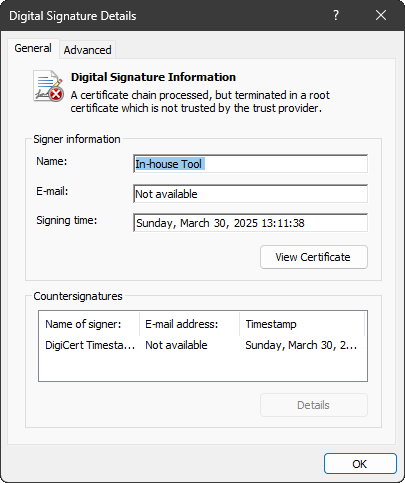 Digital Signature Details
General
Advanced
Digital Signature Information
A certificate chain processed, but terminated in a root
certificate which is not trusted by the trust provider.
Signer information
Name:
In-house Tool
E-mail:
Not available
Signing time:
Sunday, March 30, 2025 13:11:38
View Certificate
Countersignatures
Name of signer: E-mail address: Timestamp
DigiCert Timesta... Not available Sunday, March 30, 2...
Details
OK